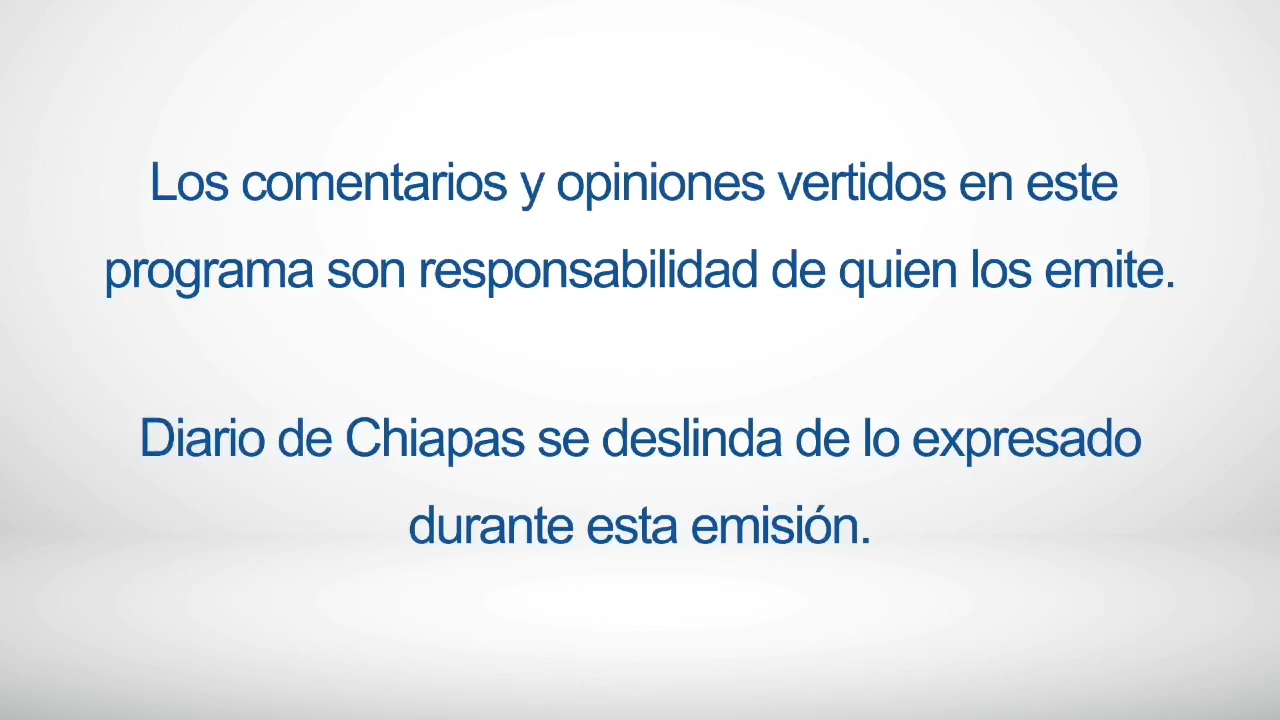 Los comentarios y opiniones vertidos en este
programa son responsabilidad de quien los emite.
Diario de Chiapas se deslinda de lo expresado
durante esta emisión.